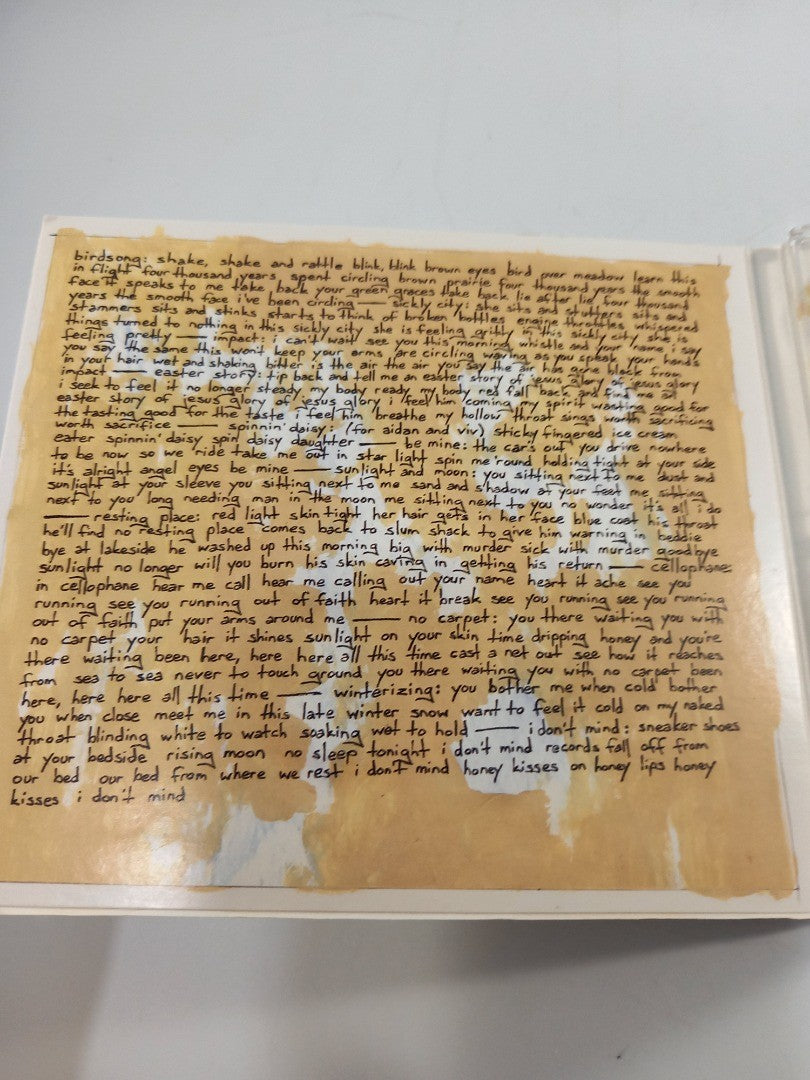 birdsong: shake, shake and rattle blink, blink brown eyes bird over meadow learn this
in flight four thousand years, spent circling brown prairie four thousand years the smooth
face it speaks to me take back your green graces take back lie after lie four thousand
years the smooth face i've been circling — sickly city: she sits and stutters sits and
stammers sits and stinks starts to think of broken bottles engine throttles whispered
things turned to nothing in this sickly city she is feeling gritty in this sickly city she is
feeling pretty — impact: i can't wait see you this morning whistle and your name i say
you say the same this won't keep your arms are circling waving as you speak your hands
in your hair wet and shaking bitter is the air the air you say the air has gone black from
impact — easter story: tip back and tell me an easter story of jesus glory of jesus glory
i seek to feel it no longer steady my body ready my body red fall back and find me an
easter story of jesus glory of jesus glory i feel him coming my spirit wasting good for
the tasting good for the taste i feel him breathe my hollow throat sings worth sacrificing
worth sacrifice — spinnin' daisy: (for aidan and viv) sticky fingered ice cream
eater spinnin' daisy spin daisy daughter — be mine: the car's out you drive nowhere
to be now so we ride take me out in star light spin me 'round holding tight at your side
it's alright angel eyes be mine — sunlight and moon: you sitting next to me dust and
sunlight at your sleeve you sitting next to me sand and shadow at your feet me sitting
next to you long needing man in the moon me sitting next to you no wonder it's all i do
— resting place: red light skin tight her hair gets in her face blue coat his throat
he'll find no resting place comes back to slum shack to give him warning in beddie
bye at lakeside he washed up this morning big with murder sick with murder goodbye
sunlight no longer will you burn his skin caving in getting his return — cellophane:
in cellophane hear me call hear me calling out your name heart it ache see you
running see you running out of faith heart it break see you running see you running
out of faith put your arms around me — no carpet: you there waiting you with
no carpet your hair it shines sunlight on your skin time dripping honey and you're
there waiting been here, here here all this time cast a net out see how it reaches
from sea to sea never to touch ground you there waiting you with no carpet been
here, here here all this time — winterizing: you bother me when cold bother
you when close meet me in this late winter snow want to feel it cold on my naked
throat blinding white to watch soaking wet to hold — i don't mind: sneaker shoes
at your bedside rising moon no sleep tonight i don't mind records fall off from
our bed our bed from where we rest i don't mind honey kisses on honey lips honey
kisses i don't mind